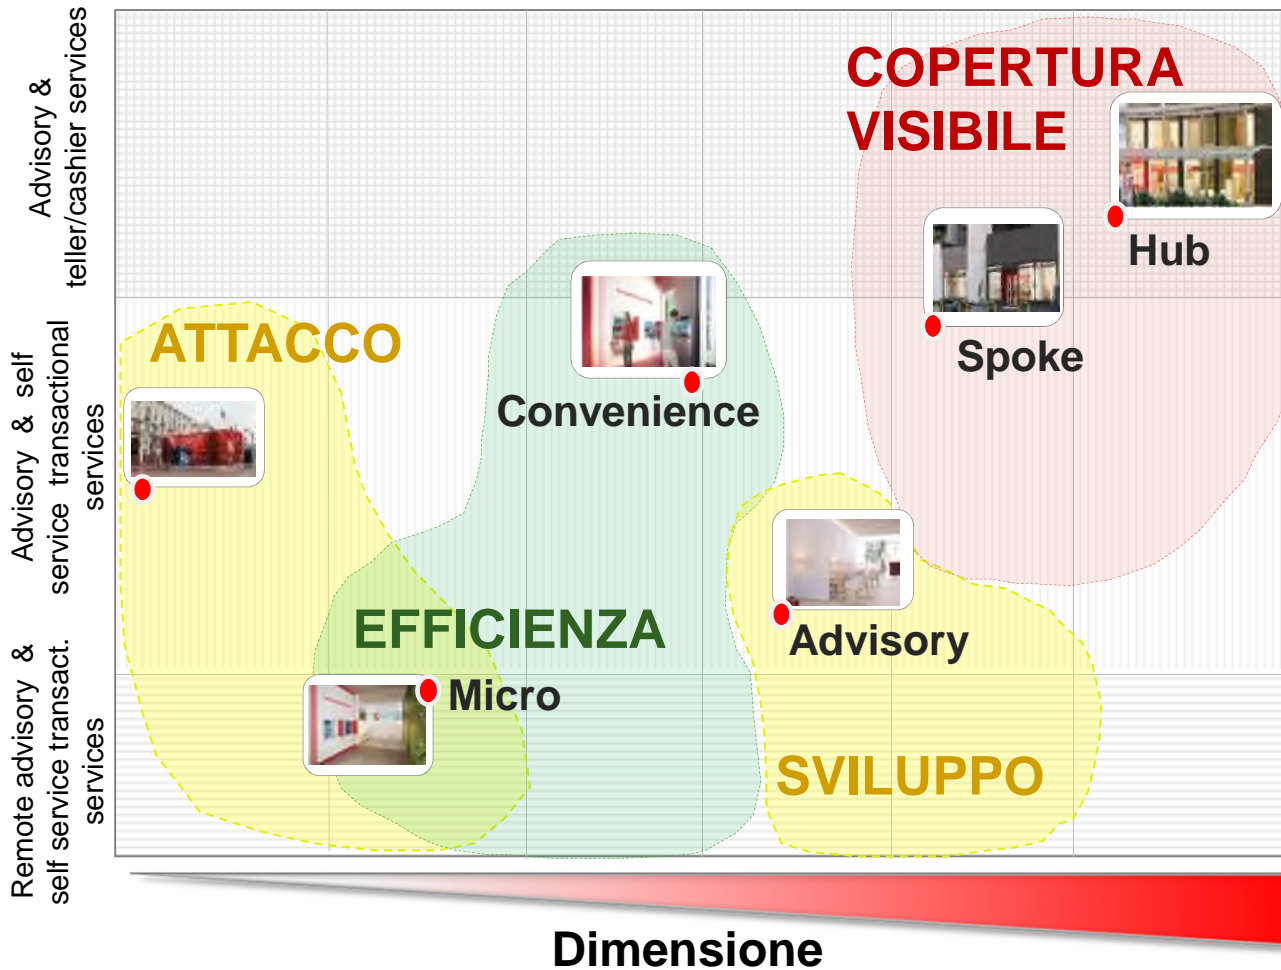 Advisory &
teller/cashier services
COPERTURA
VISIBILE
Hub
Spoke
Advisory & self
service transactional
services
ATTACCO
Convenience
EFFICIENZA
Advisory
Micro
SVILUPPO
Remote advisory &
self service transact.
services
Dimensione